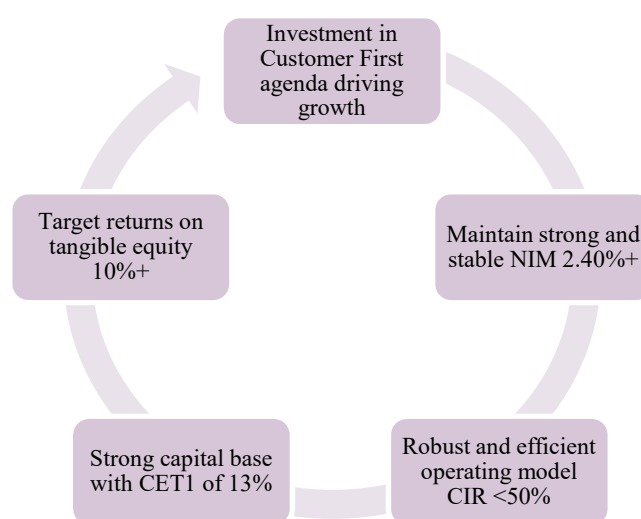 Investment in
Customer First
agenda driving
growth
Maintain strong and
stable NIM 2.40%+
Robust and efficient
operating model
CIR <50%
Strong capital base
with CET1 of 13%
Target returns on
tangible equity
10%+